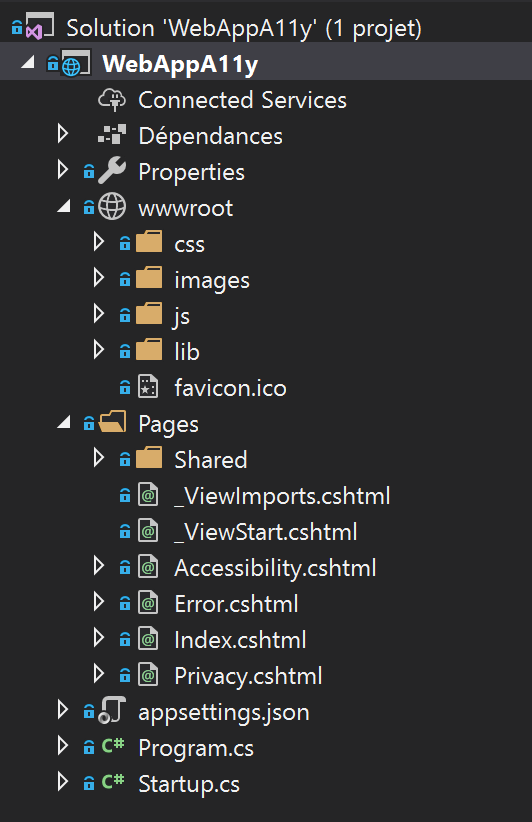 Solution 'WebAppA11y' (1 projet)
WebAppA11y
Connected Services
Dépendances
Properties
wwwroot
css
images
js
lib
favicon.ico
Pages
Shared
@ _ViewImports.cshtml
@ _ViewStart.cshtml
@ Accessibility.cshtml
@ Error.cshtml
@ Index.cshtml
@ Privacy.cshtml
appsettings.json
C# Program.cs
C# Startup.cs